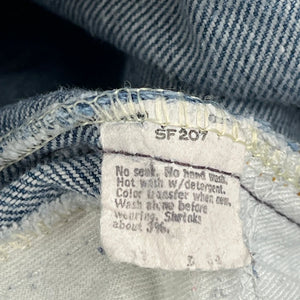 SF207
No seat. No hand wash.
Hot wash w/detergent.
Color transfer when new.
Wash alone before
wearing. Shrinks
about 3%.